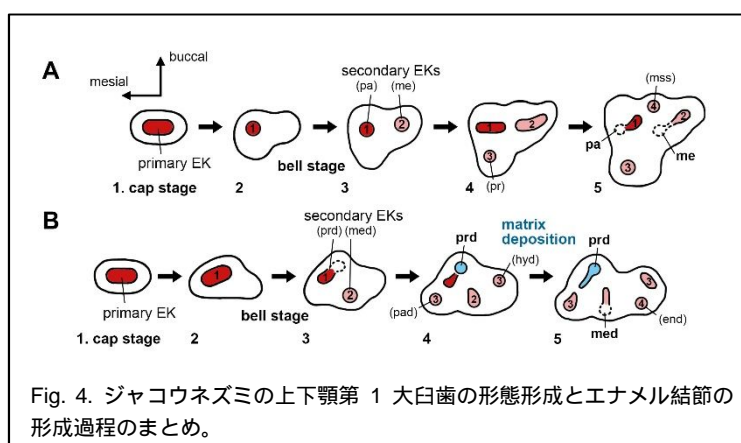 A
buccal
mesial
secondary EKs
(pa) (me)
(mss)
1
1
2
1
2
3
4
1
2
3
pa
me
primary EK
(pr)
bell stage
1. cap stage
2
3
4
5
B
secondary EKs
(prd) (med)
prd
matrix
deposition
(hyd)
prd
1
1
2
3
3
2
3
3
4
primary EK
(pad)
med
(end)
bell stage
1. cap stage
2
3
4
5
Fig. 4. ジャコウネズミの上下顎第 1 大臼歯の形態形成とエナメル結節の
形成過程のまとめ。